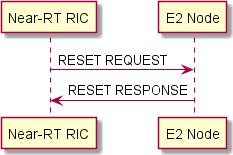 Near-RT RIC E2 Node
RESET REQUEST
RESET RESPONSE
Near-RT RIC E2 Node